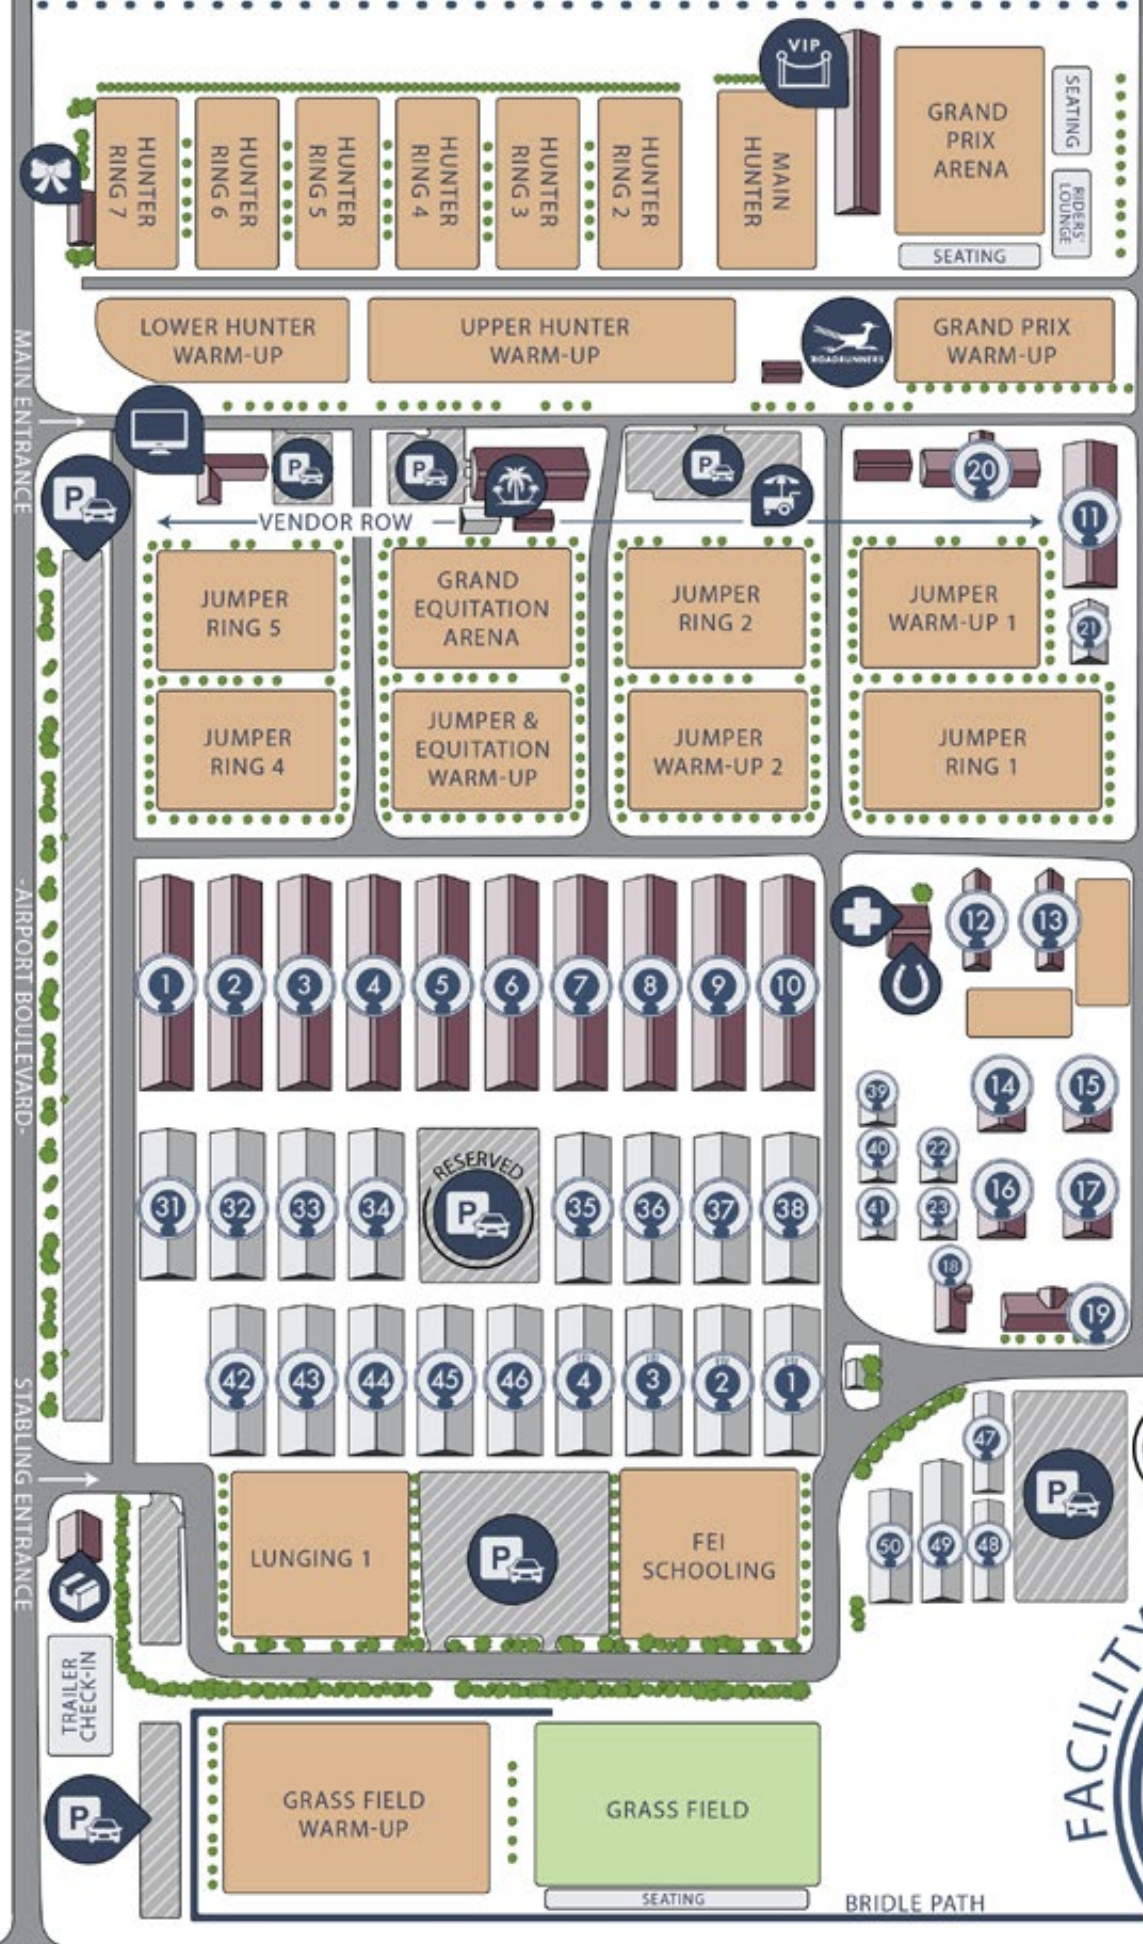 VIP
GRAND
PRIX
ARENA
SEATING
RIDERS'
LOUNGE
SEATING
HUNTER
RING 7
HUNTER
RING 6
HUNTER
RING 5
HUNTER
RING 4
HUNTER
RING 3
HUNTER
RING 2
MAIN
HUNTER
LOWER HUNTER
WARM-UP
UPPER HUNTER
WARM-UP
ROADRUNNERS
GRAND PRIX
WARM-UP
MAIN ENTRANCE
P
P
P
P
20
11
VENDOR ROW
JUMPER
RING 5
GRAND
EQUITATION
ARENA
JUMPER
RING 2
JUMPER
WARM-UP 1
21
JUMPER
RING 4
JUMPER &
EQUITATION
WARM-UP
JUMPER
WARM-UP 2
JUMPER
RING 1
-AIRPORT BOULEVARD-
12
13
1
2
3
4
5
6
7
8
9
10
39
14
15
40
22
RESERVED
P
31
32
33
34
35
36
37
38
41
23
16
17
18
19
42
43
44
45
46
4
3
2
1
STABLING ENTRANCE
47
P
50
49
48
LUNGING 1
P
FEI
SCHOOLING
TRAILER
CHECK-IN
P
GRASS FIELD
WARM-UP
GRASS FIELD
SEATING
BRIDLE PATH
FACILITY